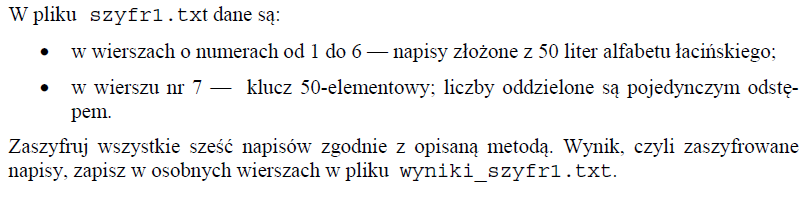 W pliku szyfr1.txt dane są:
• w wierszach o numerach od 1 do 6 — napisy złożone z 50 liter alfabetu łacińskiego;
• w wierszu nr 7 — klucz 50-elementowy; liczby oddzielone są pojedynczym odstę-
pem.
Zaszyfruj wszystkie sześć napisów zgodnie z opisaną metodą. Wynik, czyli zaszyfrowane
napisy, zapisz w osobnych wierszach w pliku wyniki_szyfr1.txt.